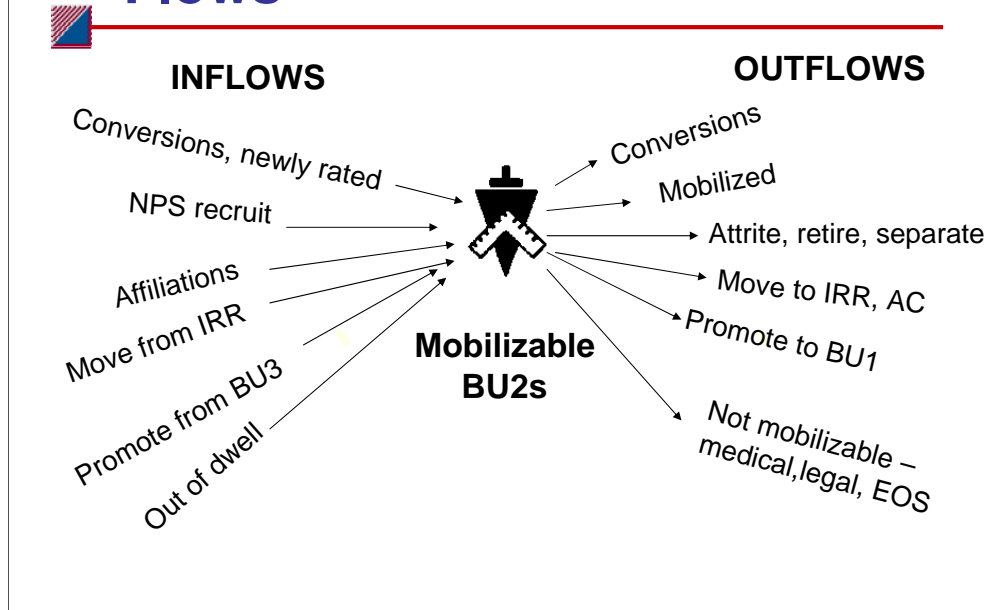 Flows
INFLOWS
Conversions, newly rated
NPS recruit
Affiliations
Move from IRR
Promote from BU3
Out of dwell
Mobilizable
BU2s
OUTFLOWS
Conversions
Mobilized
Attrite, retire, separate
Move to IRR, AC
Promote to BU1
Not mobilizable –
medical,legal, EOS